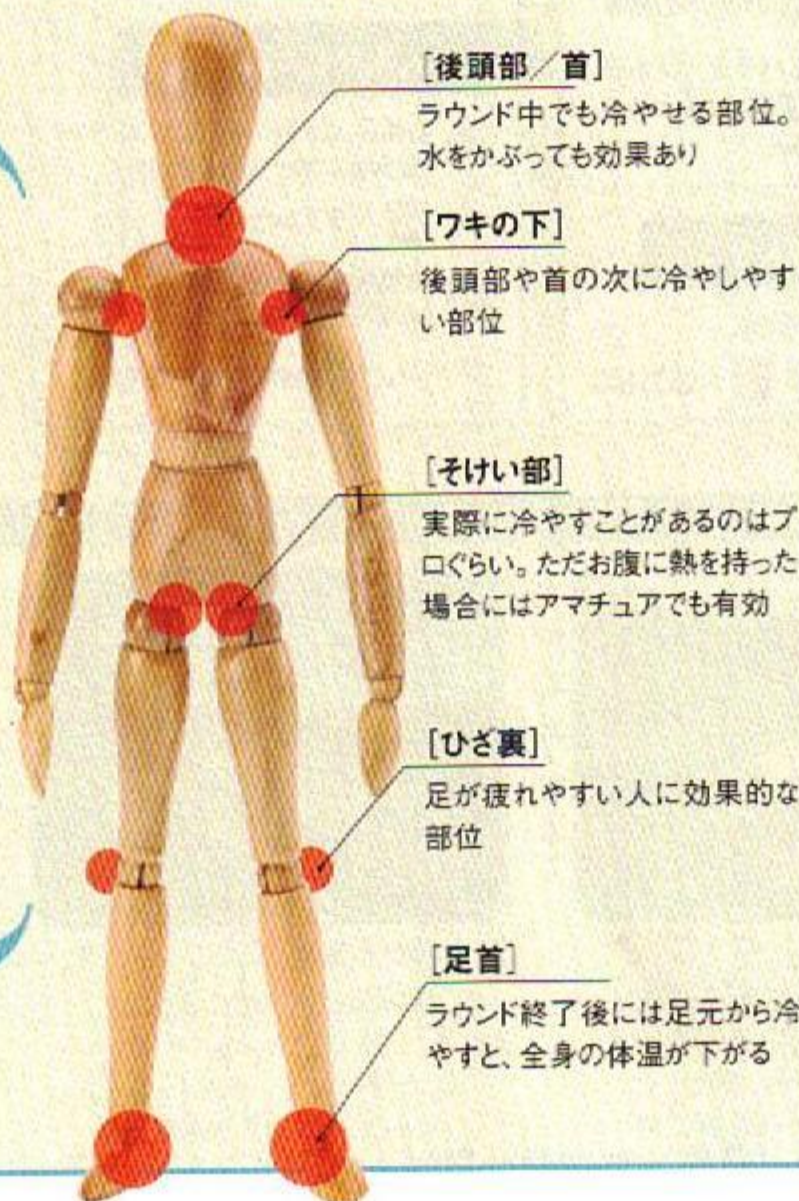 [後頭部／首]
ラウンド中でも冷やせる部位。
水をかぶっても効果あり
[ワキの下]
後頭部や首の次に冷やしやす
い部位
[そけい部]
実際に冷やすことがあるのはプ
ロぐらい。ただお腹に熱を持った
場合にはアマチュアでも有効
[ひざ裏]
足が疲れやすい人に効果的な
部位
[足首]
ラウンド終了後には足元から冷
やすと、全身の体温が下がる